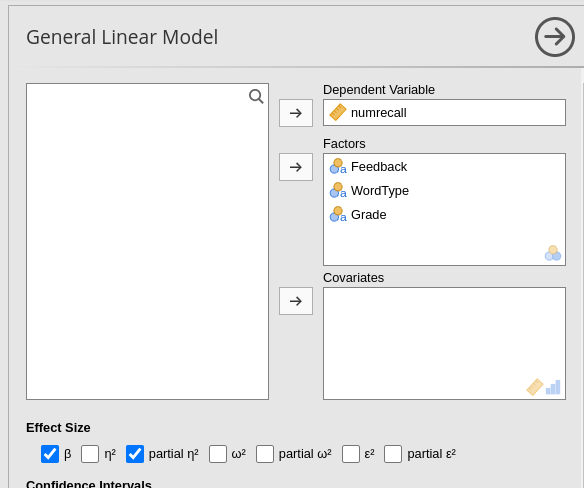 General Linear Model
Dependent Variable
numrecall
Factors
a Feedback
a WordType
a Grade
Covariates
Effect Size
β η² partial η² ω² partial ω² ε² partial ε²
Confidence Intervals